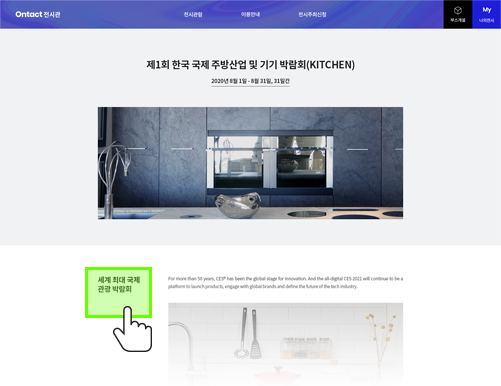 Ontact 전시관
전시관람
이용안내
전시주최신청
부스개설
My
나의전시
제1회 한국 국제 주방산업 및 기기 박람회(KITCHEN)
2020년 8월 1일 - 8월 31일, 31일간
세계 최대 국제
관광 박람회
For more than 50 years, CES® has been the global stage for innovation. And the all-digital CES 2021 will continue to be a
platform to launch products, engage with global brands and define the future of the tech industry.